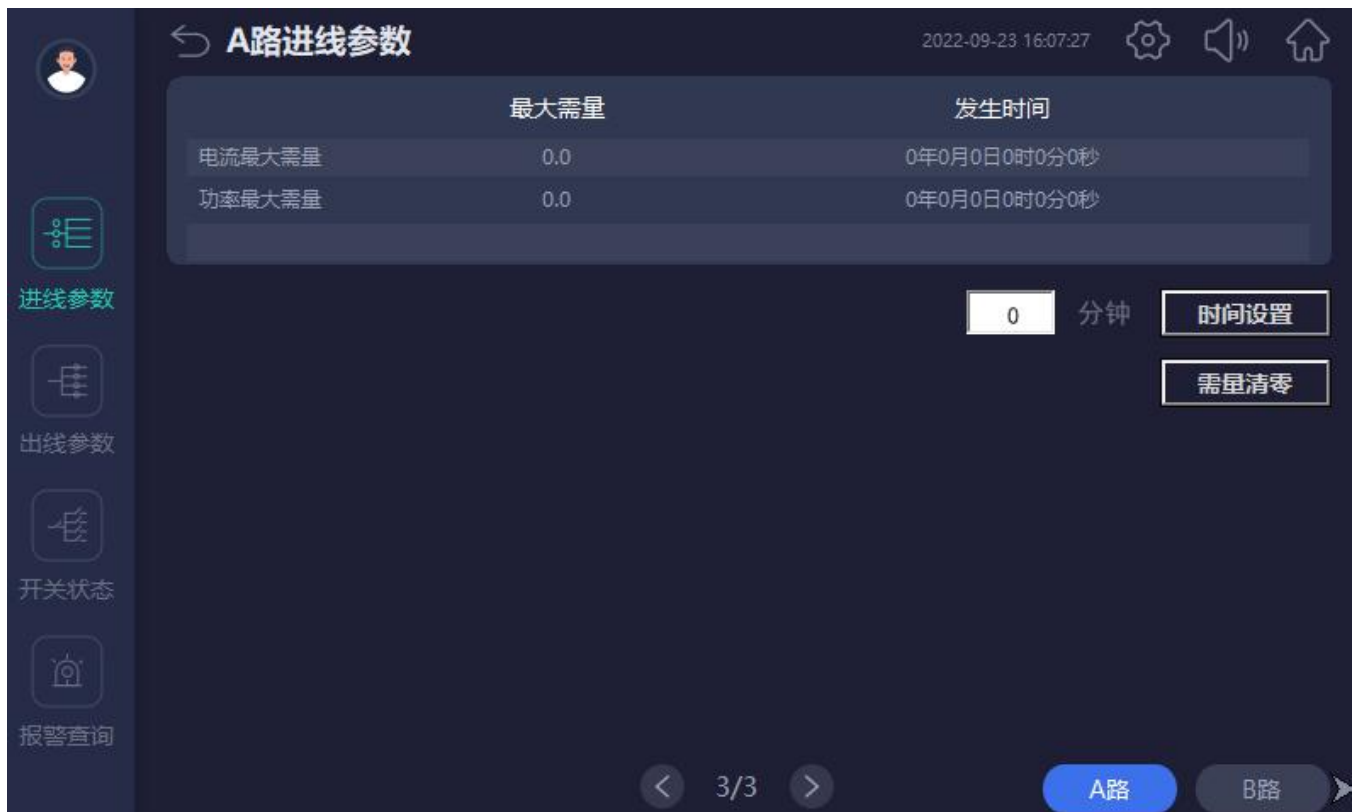 A路进线参数
2022-09-23 16:07:27
最大需量 发生时间
电流最大需量 0.0 0年0月0日0时0分0秒
功率最大需量 0.0 0年0月0日0时0分0秒
进线参数
0 分钟 时间设置
需量清零
出线参数
开关状态
报警查询
3/3
A路 B路